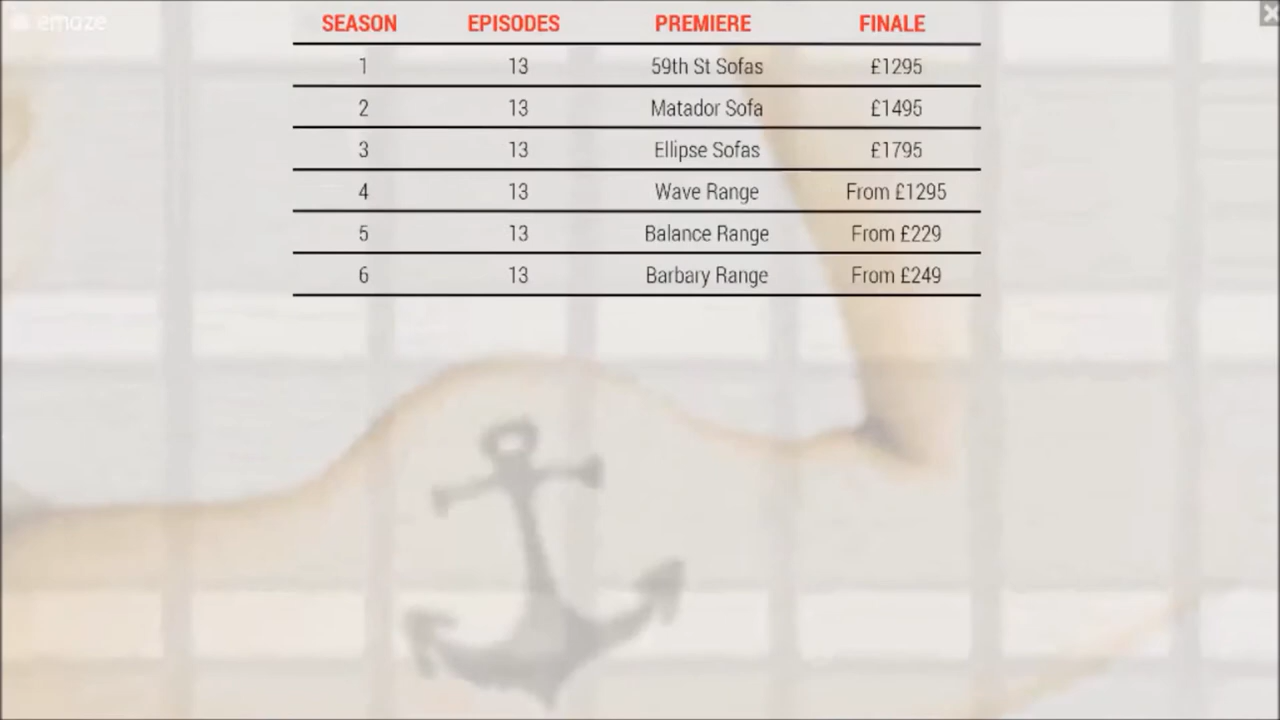 emaze
SEASON EPISODES PREMIERE FINALE
1 13 59th St Sofas £1295
2 13 Matador Sofa £1495
3 13 Ellipse Sofas £1795
4 13 Wave Range From £1295
5 13 Balance Range From £229
6 13 Barbary Range From £249